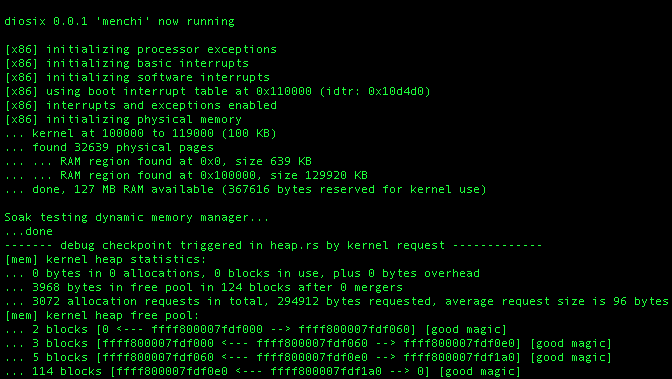 diosix 0.0.1 'menchi' now running
[x86] initializing processor exceptions
[x86] initializing basic interrupts
[x86] initializing software interrupts
[x86] using boot interrupt table at 0x110000 (idtr: 0x10d4d0)
[x86] interrupts and exceptions enabled
[x86] initializing physical memory
... kernel at 100000 to 119000 (100 KB)
... found 32639 physical pages
... ... RAM region found at 0x0, size 639 KB
... ... RAM region found at 0x100000, size 129920 KB
... done, 127 MB RAM available (367616 bytes reserved for kernel use)
Soak testing dynamic memory manager...
...done
------- debug checkpoint triggered in heap.rs by kernel request -------------
[mem] kernel heap statistics:
... 0 bytes in 0 allocations, 0 blocks in use, plus 0 bytes overhead
... 3968 bytes in free pool in 124 blocks after 0 mergers
... 3072 allocation requests in total, 294912 bytes requested, average request size is 96 bytes
[mem] kernel heap free pool:
... 2 blocks [0 <--- ffff800007fdf000 --> ffff800007fdf060] [good magic]
... 3 blocks [ffff800007fdf000 <--- ffff800007fdf060 --> ffff800007fdf0e0] [good magic]
... 5 blocks [ffff800007fdf060 <--- ffff800007fdf0e0 --> ffff800007fdf1a0] [good magic]
... 114 blocks [ffff800007fdf0e0 <--- ffff800007fdf1a0 --> 0] [good magic]